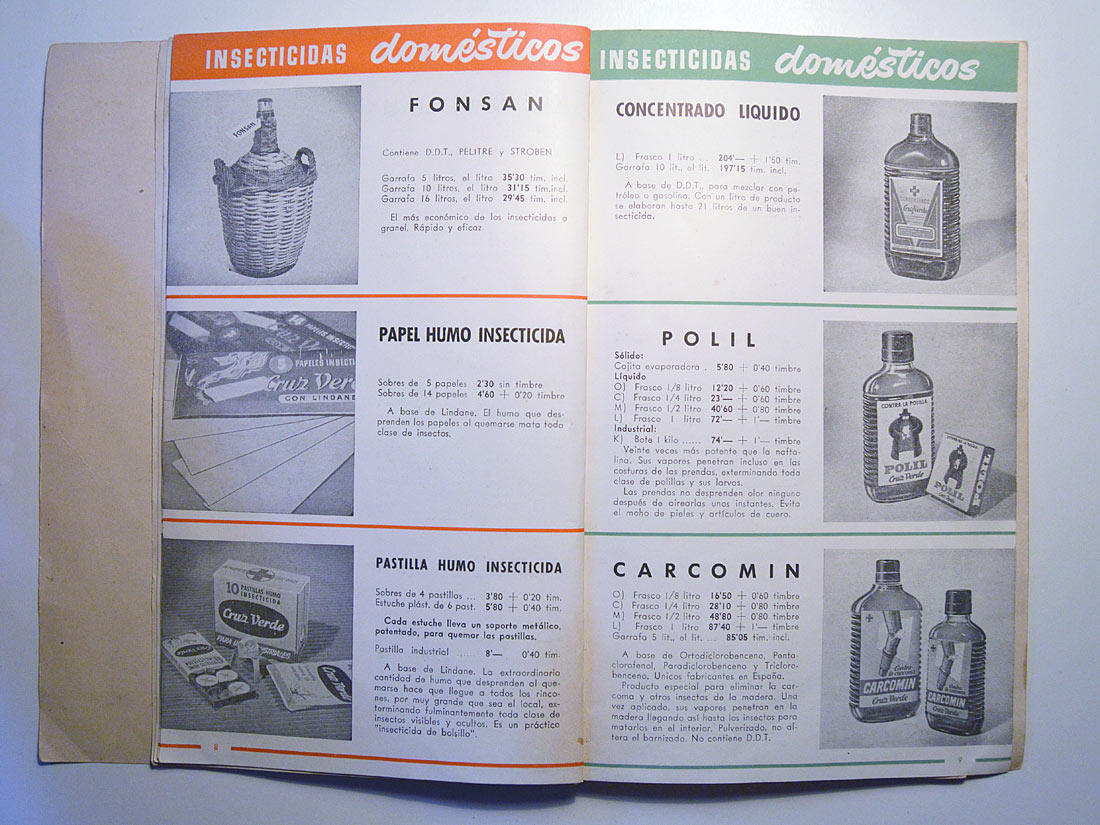 INSECTICIDAS domésticos
FONSAN
FONSAN
Contiene D.D.T., PELITRE y STROBEN
Garrafa 5 litros, el litro 35'30 tim. incl.
Garrafa 10 litros, el litro 31'15 tim.incl.
Garrafa 16 litros, el litro 29'45 tim. incl.
El más económico de los insecticidas a
granel. Rápido y eficaz.
5 PAPELES INSECTI
Cruz Verde
CON LINDANE
PAPEL HUMO INSECTICIDA
Sobres de 5 papeles 2'30 sin timbre
Sobres de 14 papeles 4'60 + 0'20 timbre
A base de Lindane. El humo que des-
prenden los papeles al quemarse mata toda
clase de insectos.
10 PASTILLAS HUMO
INSECTICIDA
Cruz Verde
PASTILLA HUMO INSECTICIDA
Sobres de 4 pastillas ... 3'80 + 0'20 tim.
Estuche plást. de 6 past. 5'80 + 0'40 tim.
Cada estuche lleva un soporte metálico,
patentado, para quemar las pastillas.
Pastilla industrial ...... 8'— 0'40 tim.
A base de Lindane. La extraordinaria
cantidad de humo que desprenden al que-
marse hace que llegue a todos los rinco-
nes, por muy grande que sea el local, ex-
terminando fulminantemente toda clase de
insectos visibles y ocultos. Es un práctico
"insecticida de bolsillo".
8
INSECTICIDAS domésticos
CONCENTRADO LIQUIDO
L) Frasco 1 litro ... 204'— + 1'50 tim.
Garrafa 10 lit., el lit. 197'15 tim. incl.
A base de D.D.T., para mezclar con pe-
tróleo o gasolina. Con un litro de producto
se elaboran hasta 21 litros de un buen in-
secticida.
CONCENTRADO
Cruz Verde
POLIL
Sólido:
Cajita evaporadora . 5'80 + 0'40 timbre
Líquido
O) Frasco 1/8 litro 12'20 + 0'60 timbre
C) Frasco 1/4 litro 23'— + 0'60 timbre
M) Frasco 1/2 litro 40'60 + 0'80 timbre
L) Frasco 1 litro 72'— + 1'— timbre
Industrial:
K) Bote 1 kilo ...... 74'— + 1'— timbre
Veinte veces más potente que la nafta-
lina. Sus vapores penetran incluso en las
costuras de las prendas, exterminando toda
clase de polillas y sus larvas.
Las prendas no desprenden olor ninguno
después de airearlas unos instantes. Evita
el moho de pieles y artículos de cuero.
CONTRA LA POLILLA
POLIL
Cruz Verde
POLIL
POLIL
CARCOMIN
O) Frasco 1/8 litro 16'50 + 0'60 timbre
C) Frasco 1/4 litro 28'10 + 0'80 timbre
M) Frasco 1/2 litro 48'80 + 0'80 timbre
L) Frasco 1 litro 87'40 + 1'— timbre
Garrafa 5 lit., el lit. ... 85'05 tim. incl.
A base de Ortodiclorobenceno, Penta-
clorofenol, Paradiclorobenceno y Tricloro-
benceno. Unicos fabricantes en España.
Producto especial para eliminar la car-
coma y otros insectos de la madera. Una
vez aplicado, sus vapores penetran en la
madera llegando así hasta los insectos para
matarlos en el interior. Pulverizado, no al-
tera el barnizado. No contiene D.D.T.
Contra
la carcoma
CARCOMIN
Cruz Verde
CARCOMIN
Cruz Verde
9